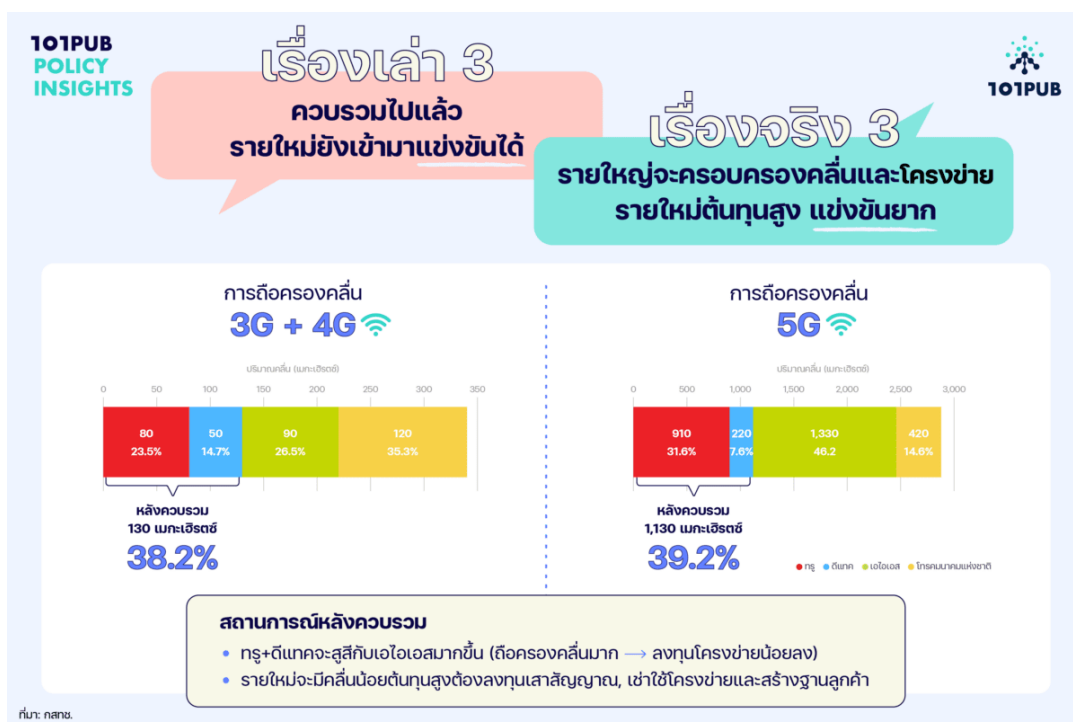 101PUB
POLICY
INSIGHTS
เรื่องเล่า 3
ควบรวมไปแล้ว
รายใหม่ยังเข้ามาแข่งขันได้
101PUB
เรื่องจริง 3
รายใหญ่จะครอบครองคลื่นและโครงข่าย
รายใหม่ต้นทุนสูง แข่งขันยาก
การถือครองคลื่น
3G + 4G
ปริมาณคลื่น (เมกะเฮิรตซ์)
0 50 100 150 200 250 300 350
80 50 90 120
23.5% 14.7% 26.5% 35.3%
หลังควบรวม
130 เมกะเฮิรตซ์
38.2%
การถือครองคลื่น
5G
ปริมาณคลื่น (เมกะเฮิรตซ์)
0 500 1,000 1,500 2,000 2,500 3,000
910 220 1,330 420
31.6% 7.6% 46.2 14.6%
หลังควบรวม
1,130 เมกะเฮิรตซ์
39.2%
ทรู ดีแทค เอไอเอส โทรคมนาคมแห่งชาติ
สถานการณ์หลังควบรวม
• ทรู+ดีแทคจะสูสีกับเอไอเอสมากขึ้น (ถือครองคลื่นมาก → ลงทุนโครงข่ายน้อยลง)
• รายใหม่จะมีคลื่นน้อยต้นทุนสูงต้องลงทุนเสาสัญญาณ, เช่าใช้โครงข่ายและสร้างฐานลูกค้า
ที่มา: กสทช.